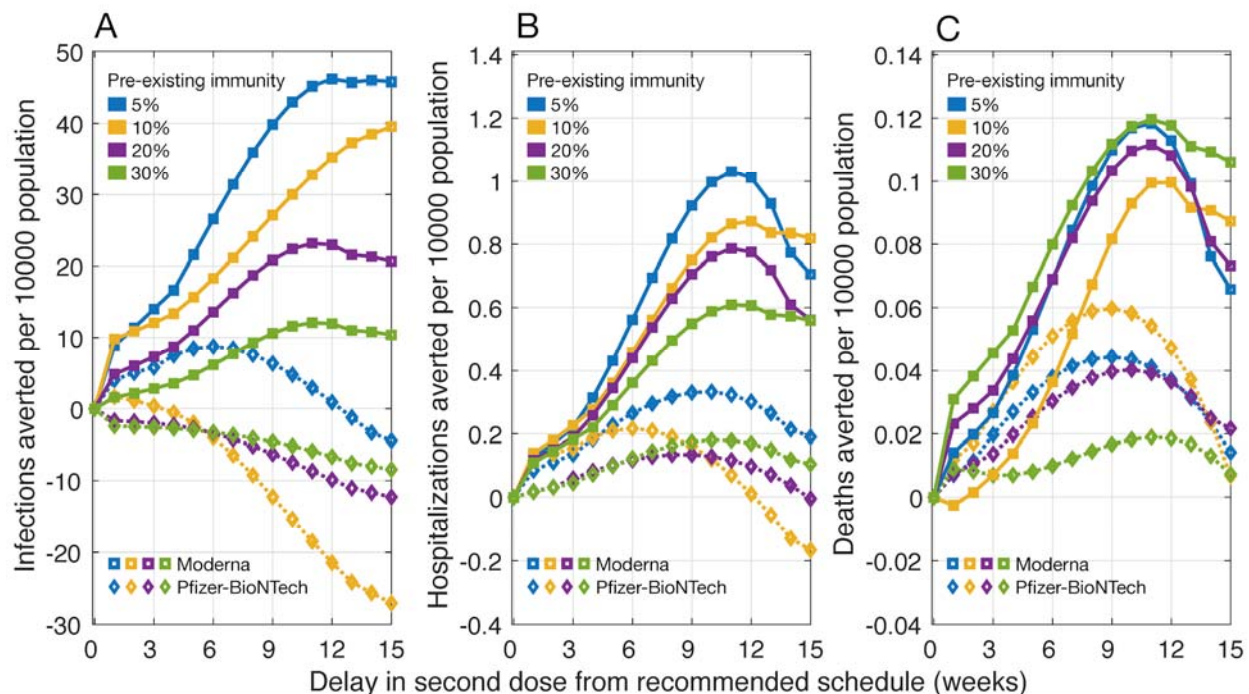 A
Infections averted per 10000 population
50
40
30
20
10
0
-10
-20
-30
Pre-existing immunity
5%
10%
20%
30%
Moderna
Pfizer-BioNTech
0 3 6 9 12 15
B
Hospitalizations averted per 10000 population
1.4
1.2
1
0.8
0.6
0.4
0.2
0
-0.2
-0.4
Pre-existing immunity
5%
10%
20%
30%
Moderna
Pfizer-BioNTech
0 3 6 9 12 15
C
Deaths averted per 10000 population
0.14
0.12
0.1
0.08
0.06
0.04
0.02
0
-0.02
-0.04
Pre-existing immunity
5%
10%
20%
30%
Moderna
Pfizer-BioNTech
0 3 6 9 12 15
Delay in second dose from recommended schedule (weeks)